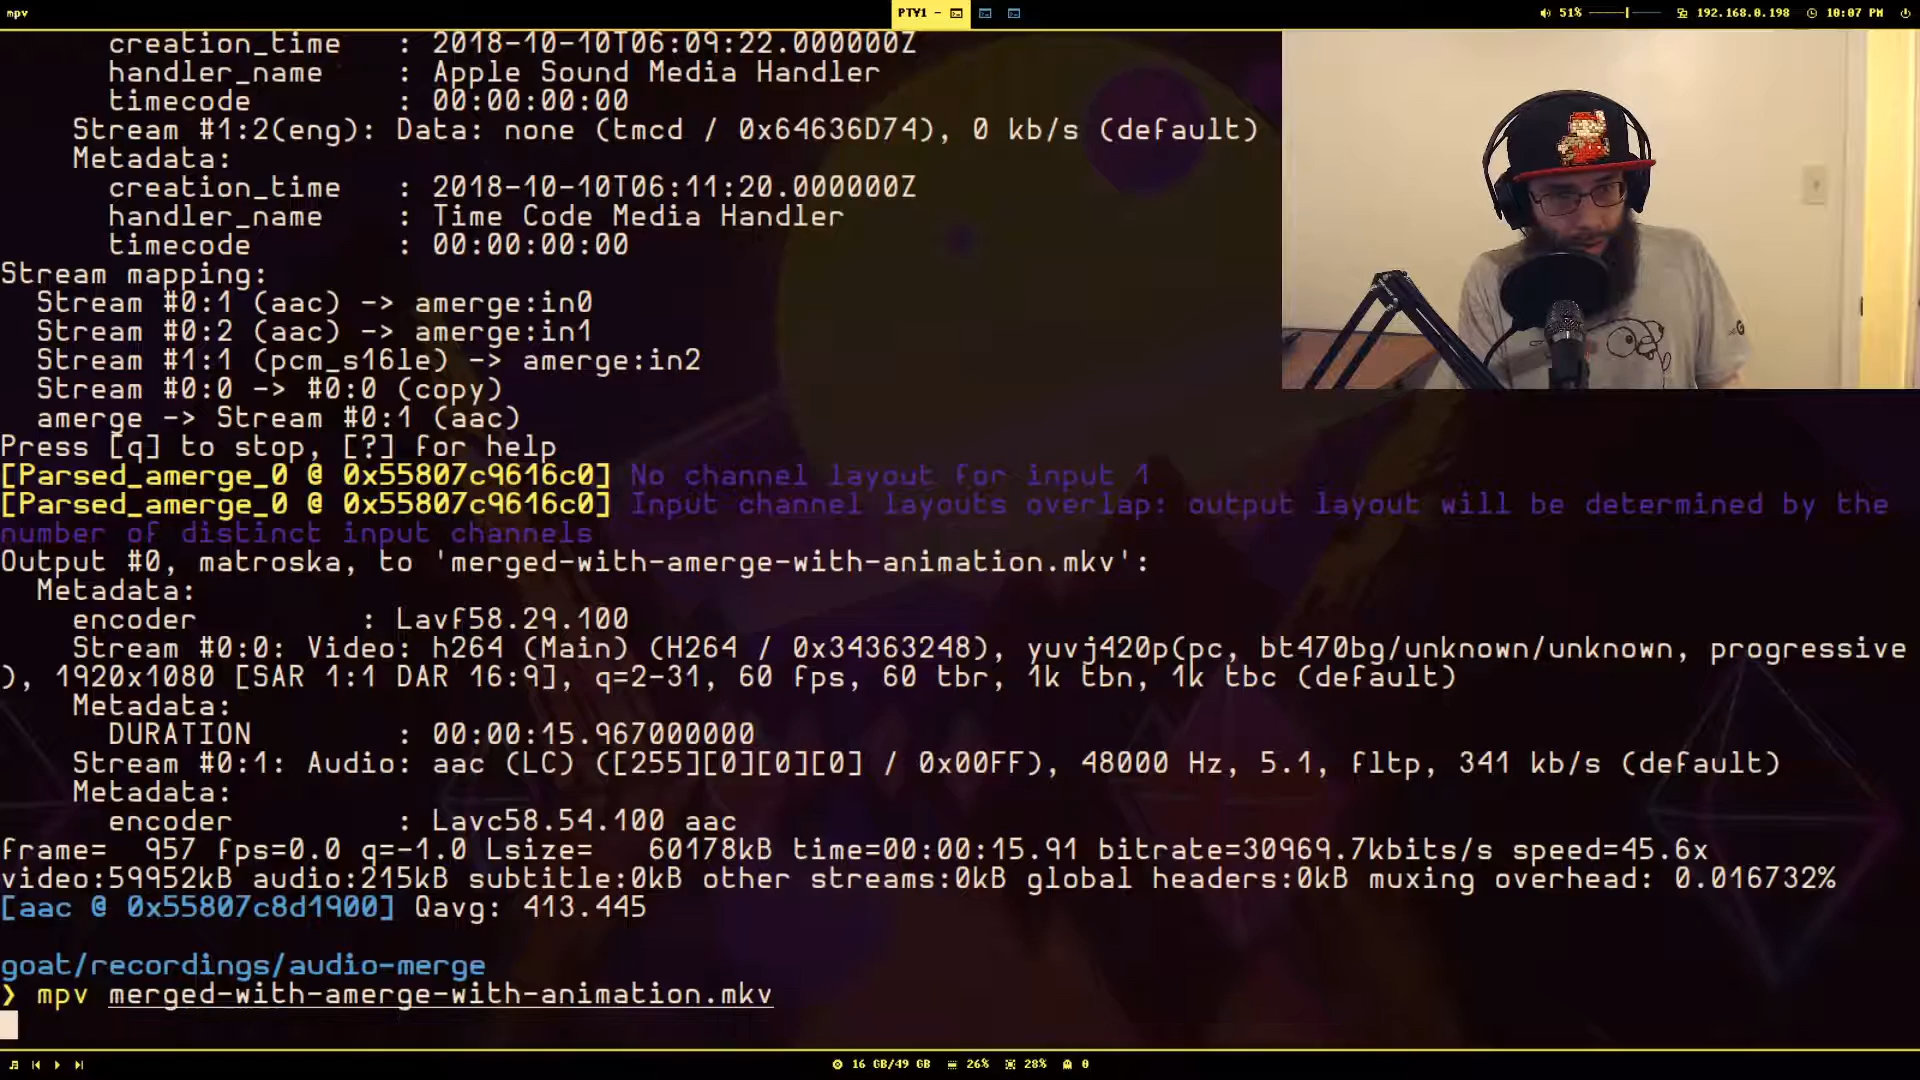 mpv
PTY1 -
51%
192.168.0.198
10:07 PM
creation_time   : 2018-10-10T06:09:22.000000Z
handler_name    : Apple Sound Media Handler
timecode        : 00:00:00:00
Stream #1:2(eng): Data: none (tmcd / 0x64636D74), 0 kb/s (default)
Metadata:
creation_time   : 2018-10-10T06:11:20.000000Z
handler_name    : Time Code Media Handler
timecode        : 00:00:00:00
Stream mapping:
Stream #0:1 (aac) -> amerge:in0
Stream #0:2 (aac) -> amerge:in1
Stream #1:1 (pcm_s16le) -> amerge:in2
Stream #0:0 -> #0:0 (copy)
amerge -> Stream #0:1 (aac)
Press [q] to stop, [?] for help
[Parsed_amerge_0 @ 0x55807c9616c0] No channel layout for input 1
[Parsed_amerge_0 @ 0x55807c9616c0] Input channel layouts overlap: output layout will be determined by the
number of distinct input channels
Output #0, matroska, to 'merged-with-amerge-with-animation.mkv':
Metadata:
encoder         : Lavf58.29.100
Stream #0:0: Video: h264 (Main) (H264 / 0x34363248), yuvj420p(pc, bt470bg/unknown/unknown, progressive
), 1920x1080 [SAR 1:1 DAR 16:9], q=2-31, 60 fps, 60 tbr, 1k tbn, 1k tbc (default)
Metadata:
DURATION        : 00:00:15.967000000
Stream #0:1: Audio: aac (LC) ([255][0][0][0] / 0x00FF), 48000 Hz, 5.1, fltp, 341 kb/s (default)
Metadata:
encoder         : Lavc58.54.100 aac
frame=  957 fps=0.0 q=-1.0 Lsize=   60178kB time=00:00:15.91 bitrate=30969.7kbits/s speed=45.6x
video:59952kB audio:215kB subtitle:0kB other streams:0kB global headers:0kB muxing overhead: 0.016732%
[aac @ 0x55807c8d1900] Qavg: 413.445
goat/recordings/audio-merge
❯ mpv merged-with-amerge-with-animation.mkv
16 GB/49 GB
26%
28%
0